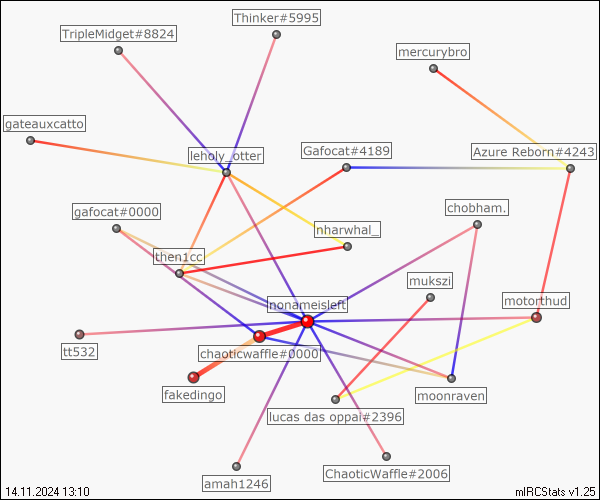 Thinker#5995
TripleMidget#8824
mercurybro
gateauxcatto
leholy_otter
Gafocat#4189
Azure Reborn#4243
gafocat#0000
chobham.
nharwhal_
then1cc
mukszi
nonameisleft
motorthud
tt532
chaoticwaffle#0000
fakedingo
moonraven
lucas das oppai#2396
ChaoticWaffle#2006
amah1246
14.11.2024 13:10
mIRCStats v1.25